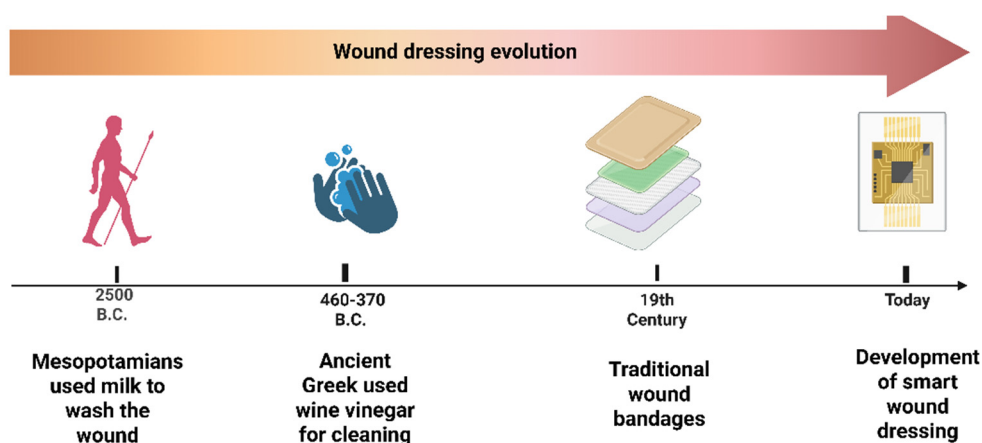 Wound dressing evolution
2500
B.C.
460-370
B.C.
19th
Century
Today
Mesopotamians
used milk to
wash the
wound
Ancient
Greek used
wine vinegar
for cleaning
Traditional
wound
bandages
Development
of smart
wound
dressing